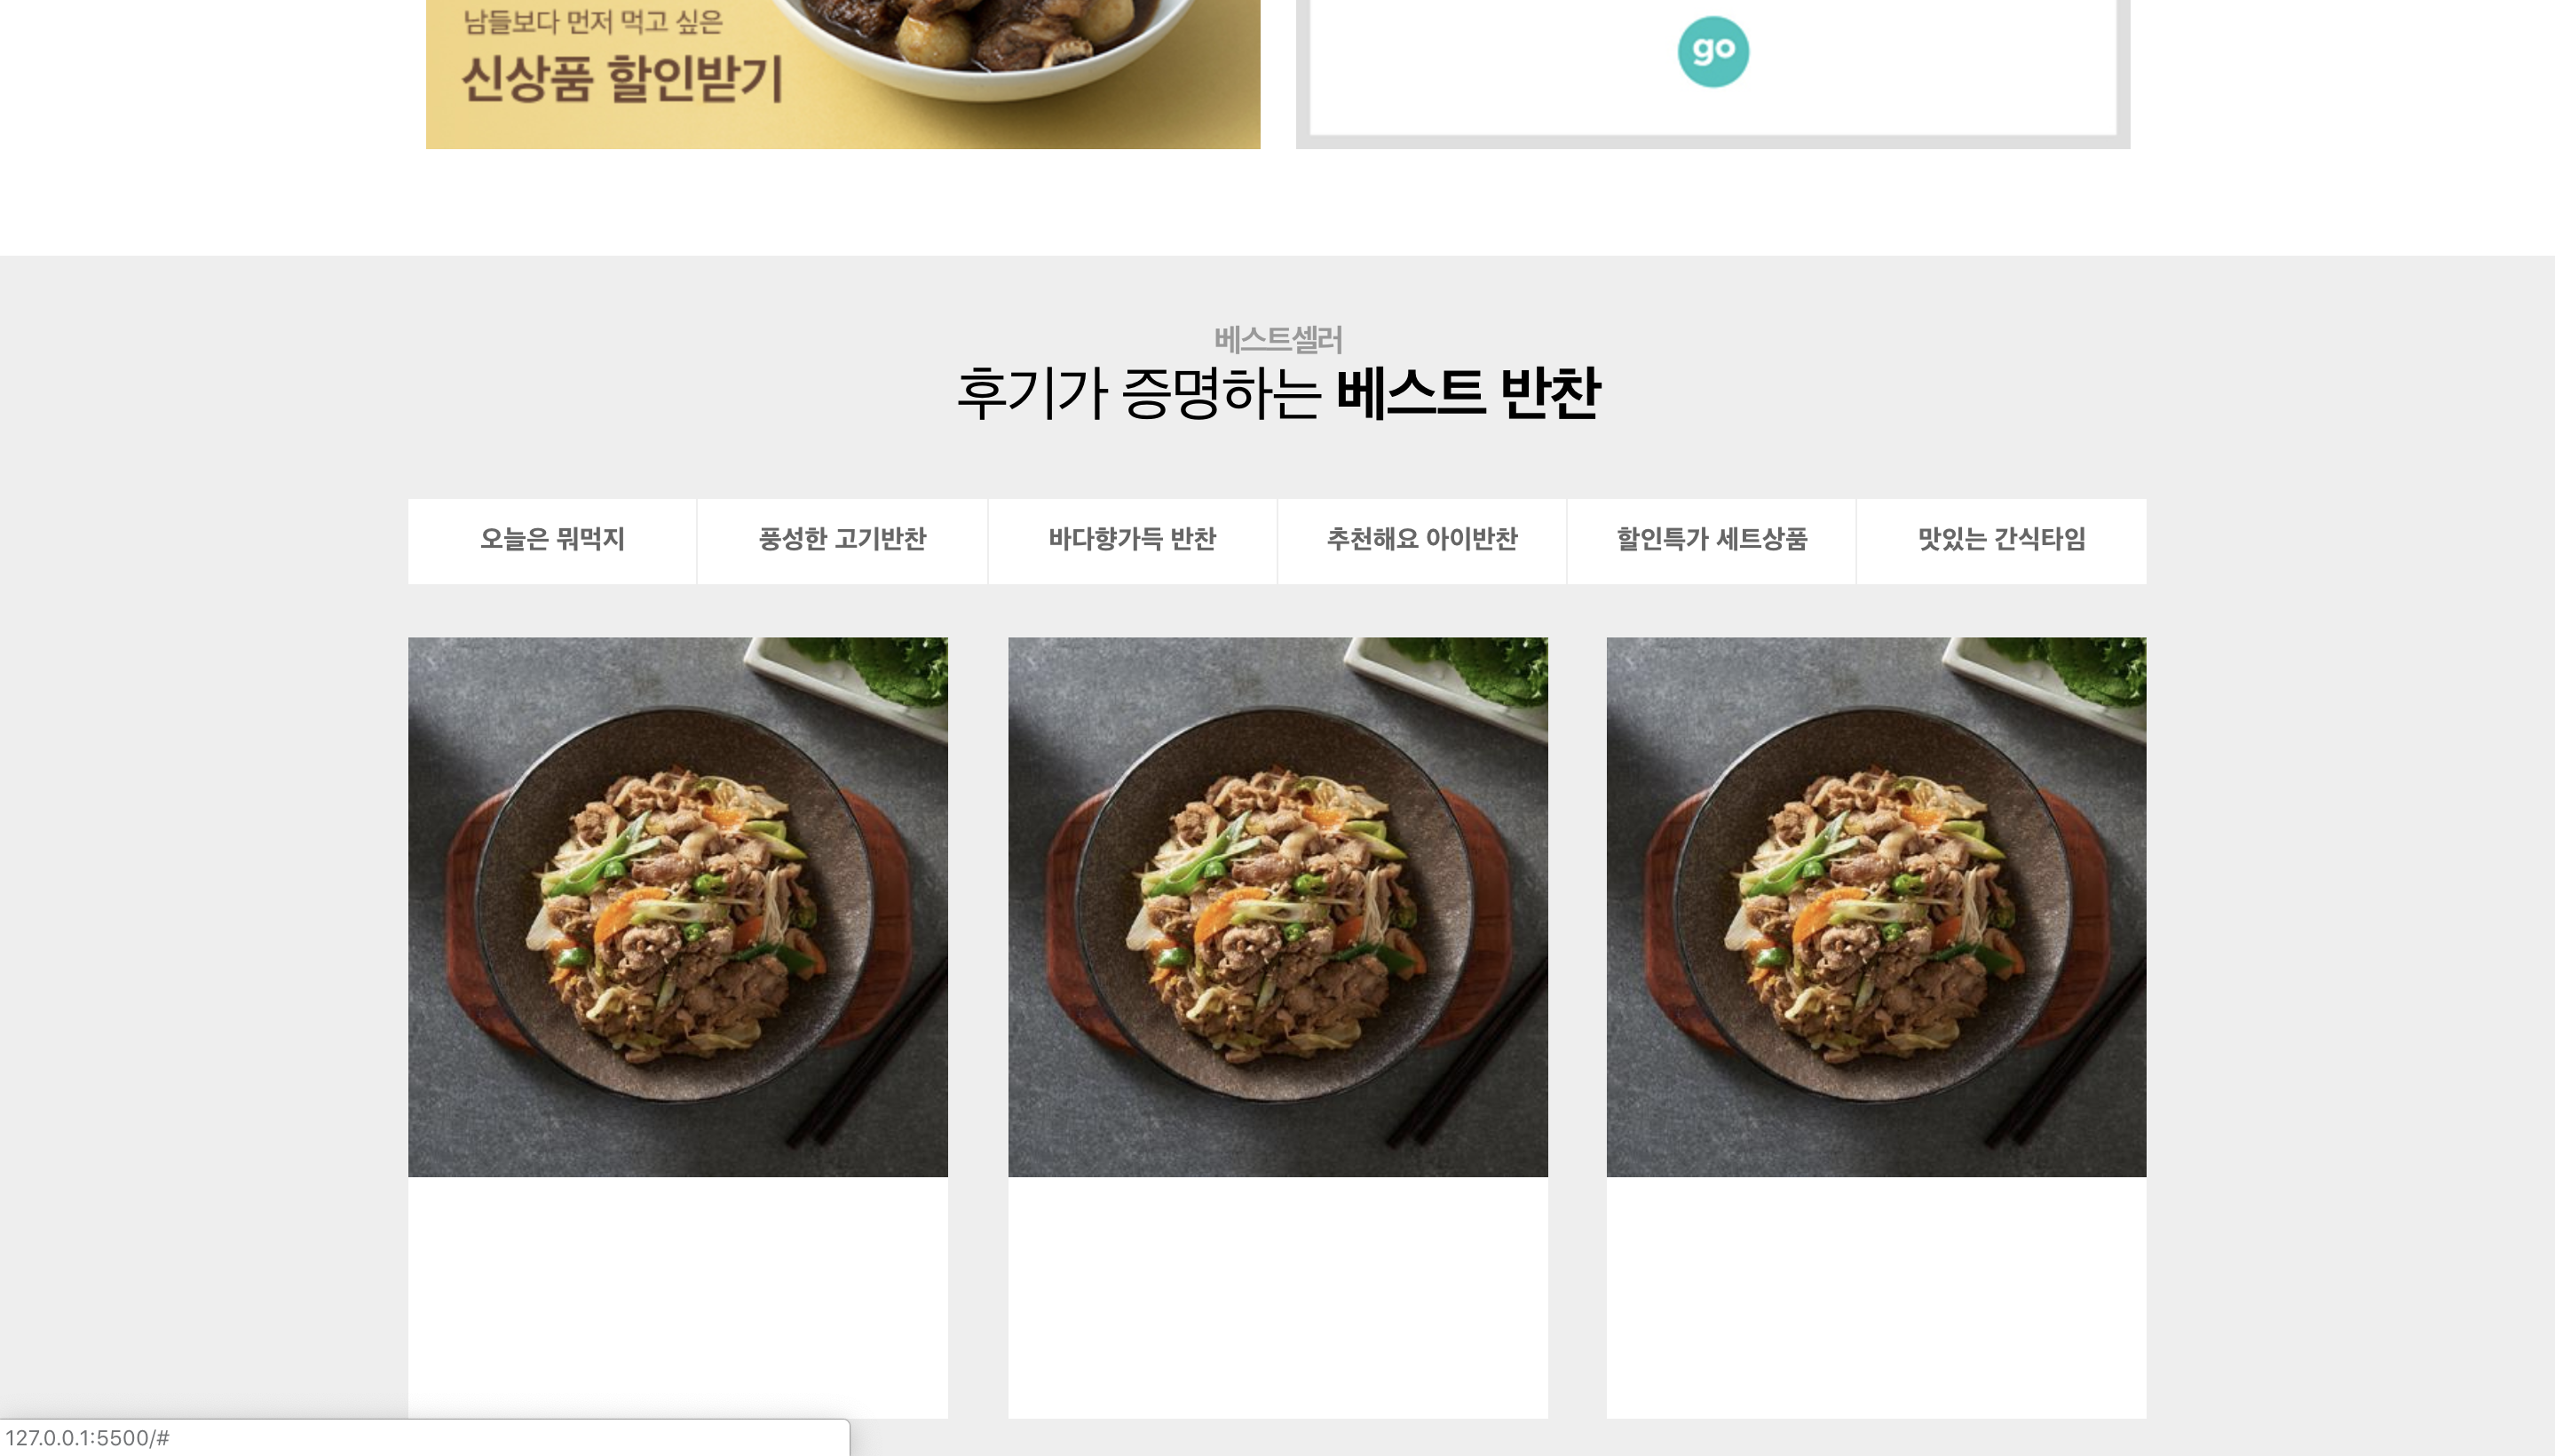 남들보다 먼저 먹고 싶은
신상품 할인받기
go
베스트셀러
후기가 증명하는 베스트 반찬
오늘은 뭐먹지
풍성한 고기반찬
바다향가득 반찬
추천해요 아이반찬
할인특가 세트상품
맛있는 간식타임
127.0.0.1:5500/#